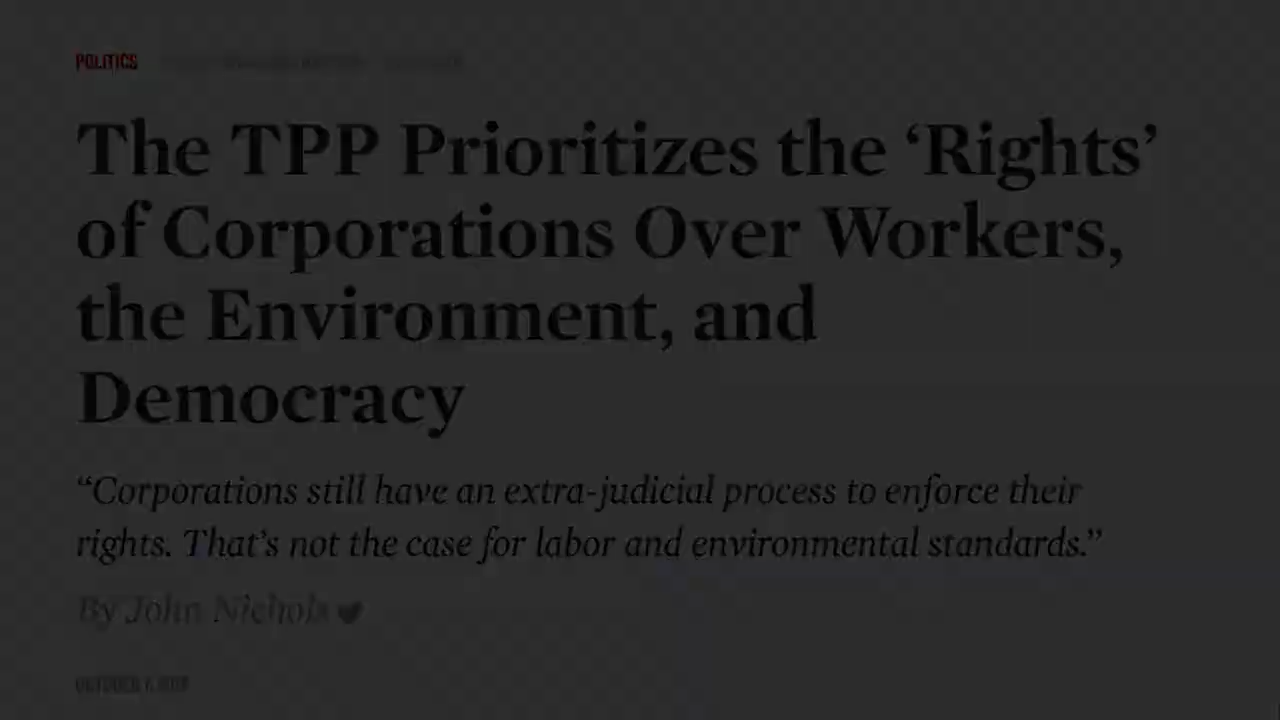 POLITICS
The TPP Prioritizes the ‘Rights’
of Corporations Over Workers,
the Environment, and
Democracy
“Corporations still have an extra-judicial process to enforce their
rights. That’s not the case for labor and environmental standards.”
By John Nichols